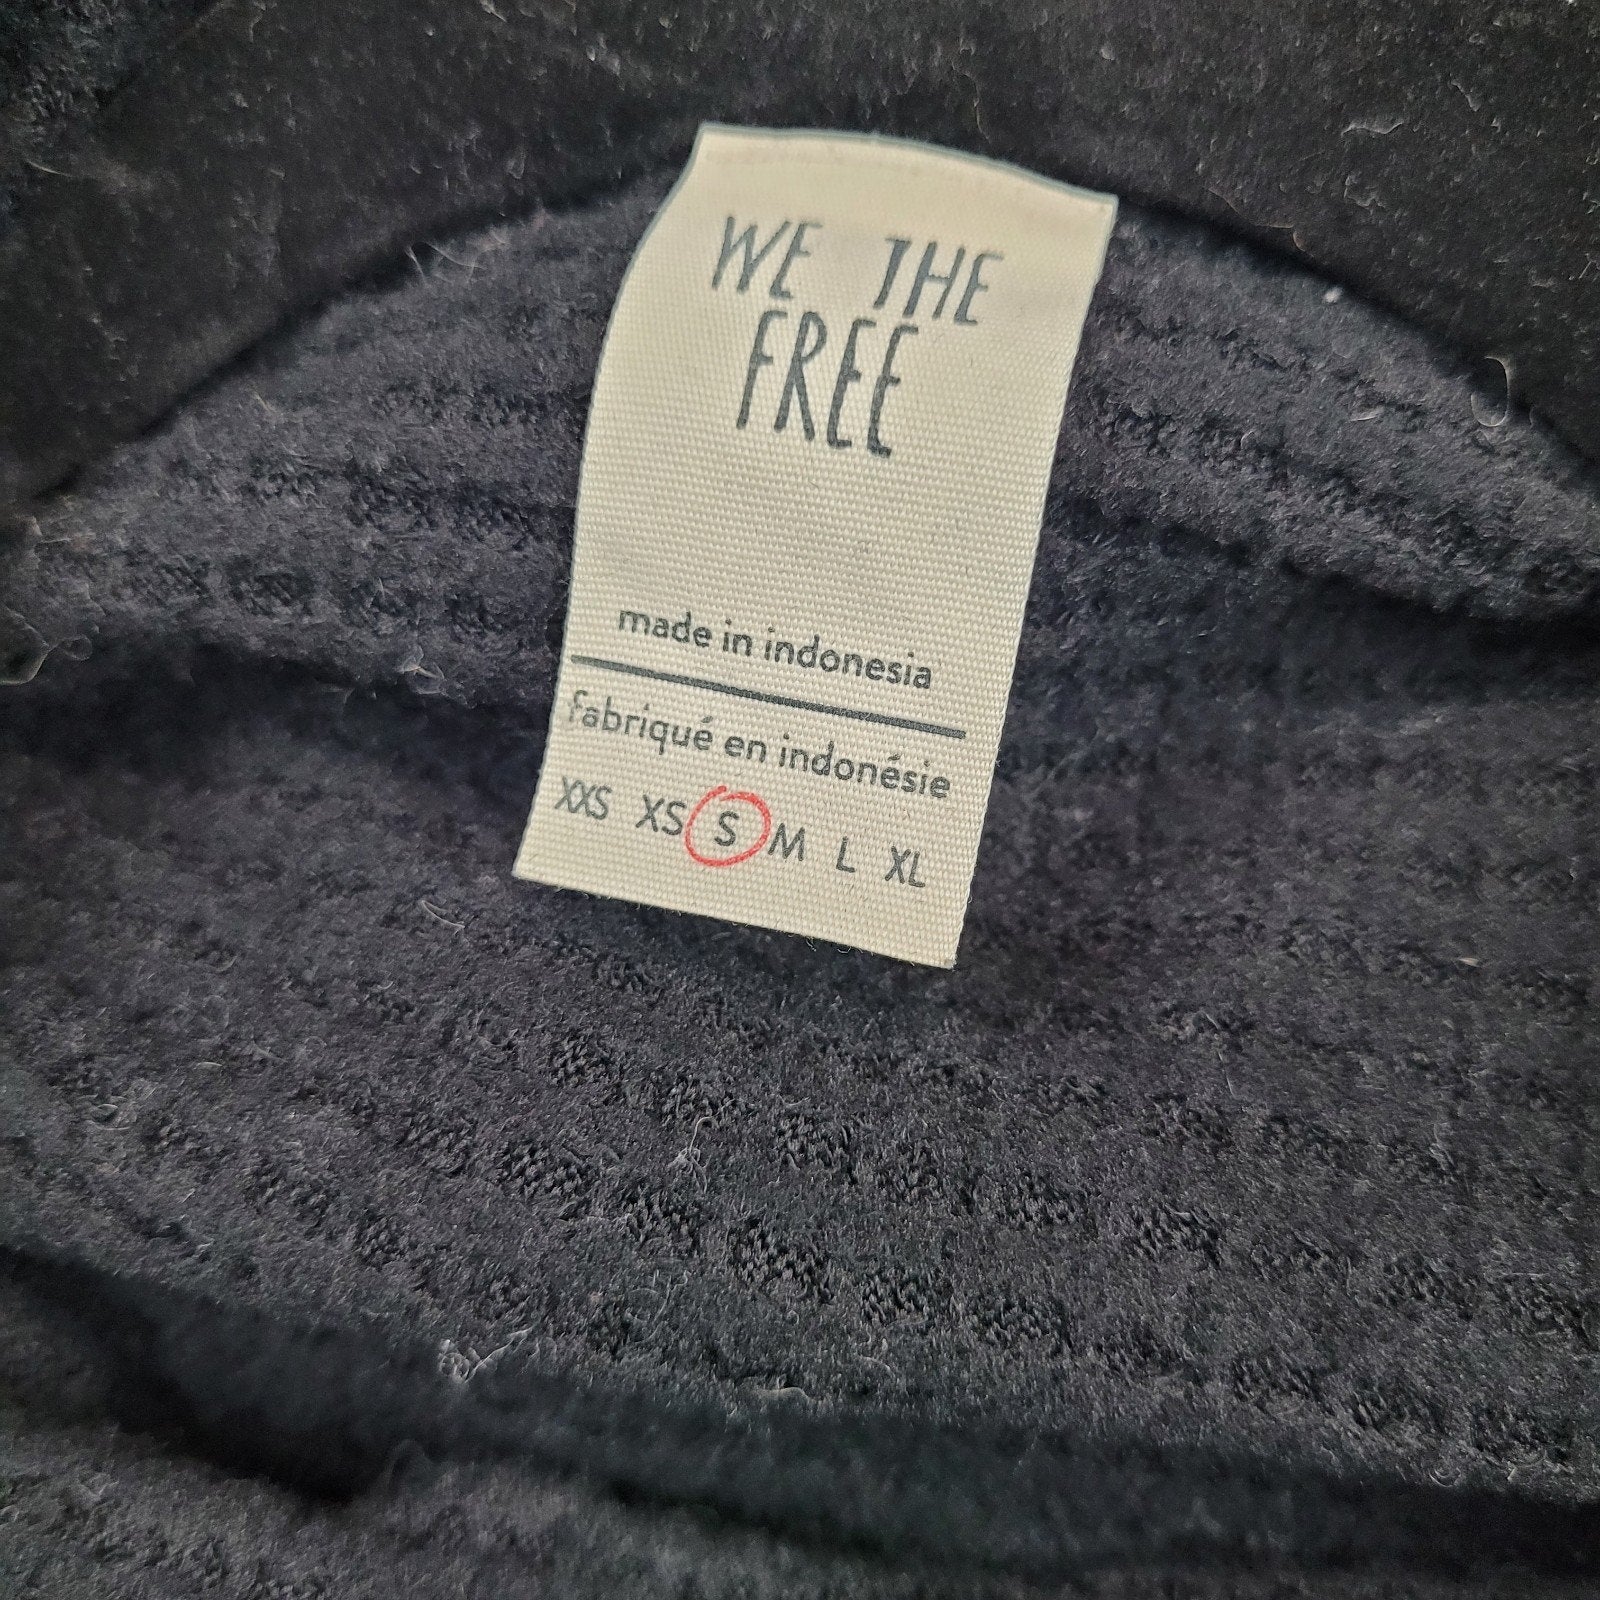 WE THE
FREE
made in indonesia
fabriqué en indonésie
XXS XS S M L XL